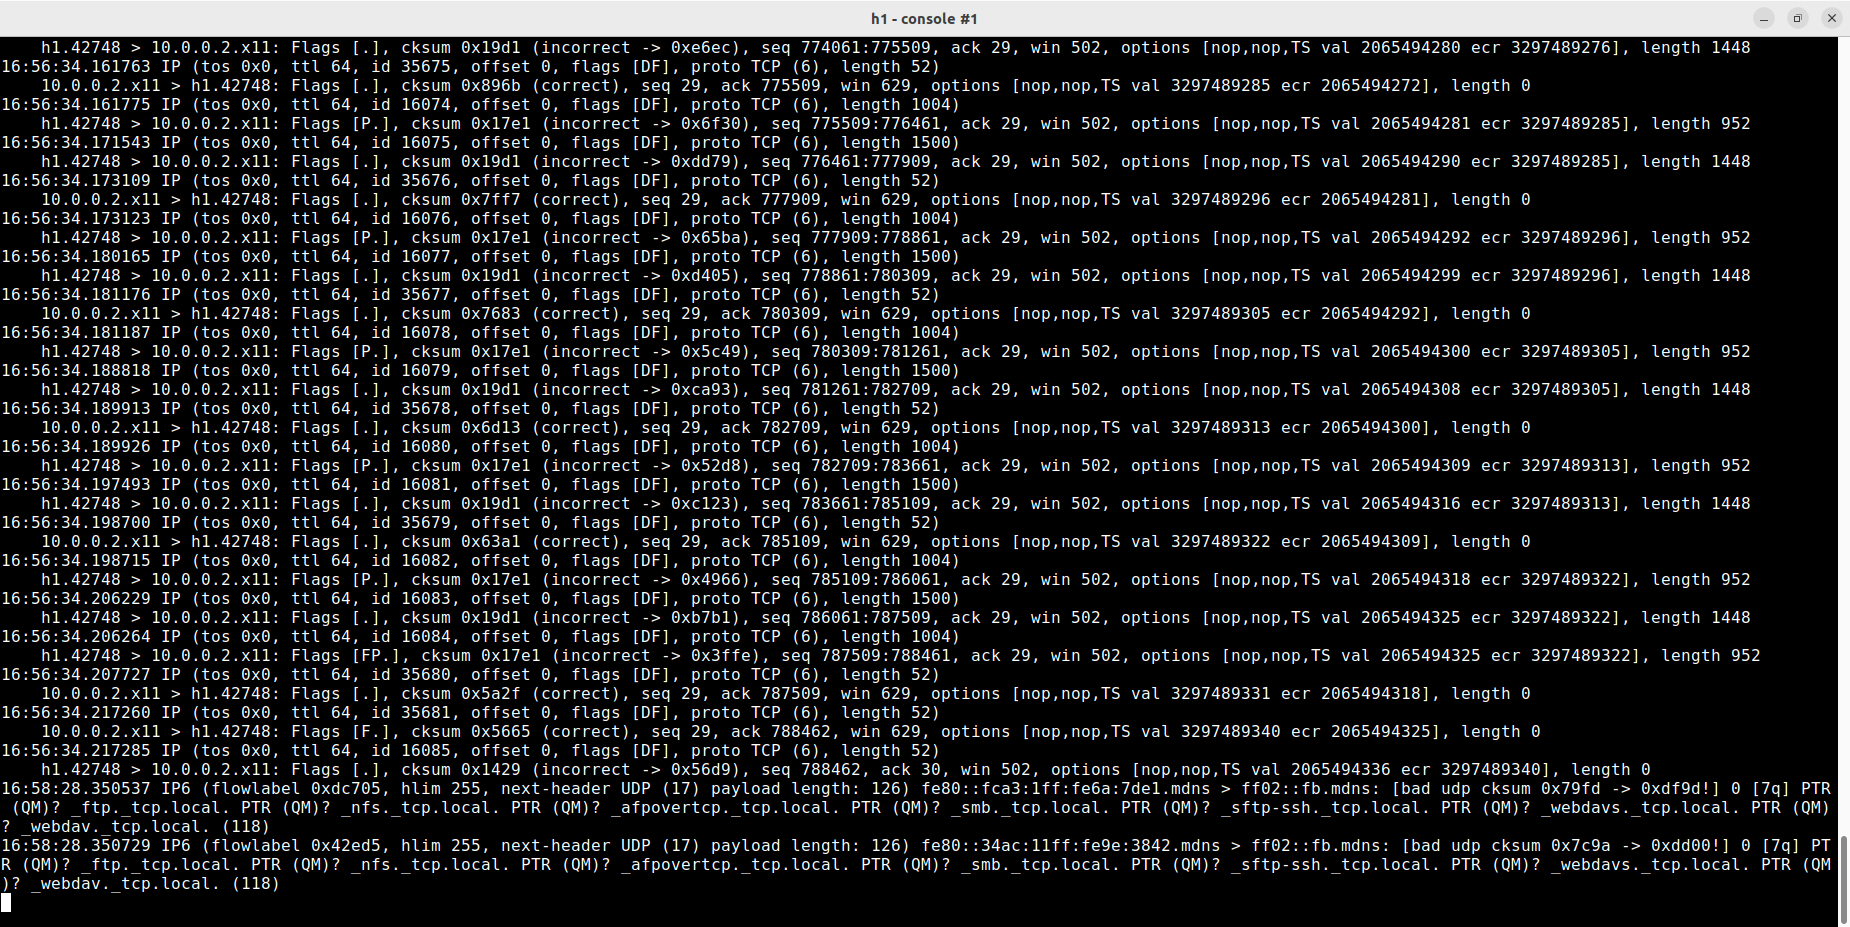 h1 - console #1
    h1.42748 > 10.0.0.2.x11: Flags [.], cksum 0x19d1 (incorrect -> 0xe6ec), seq 774061:775509, ack 29, win 502, options [nop,nop,TS val 2065494280 ecr 3297489276], length 1448
16:56:34.161763 IP (tos 0x0, ttl 64, id 35675, offset 0, flags [DF], proto TCP (6), length 52)
    10.0.0.2.x11 > h1.42748: Flags [.], cksum 0x896b (correct), seq 29, ack 775509, win 629, options [nop,nop,TS val 3297489285 ecr 2065494272], length 0
16:56:34.161775 IP (tos 0x0, ttl 64, id 16074, offset 0, flags [DF], proto TCP (6), length 1004)
    h1.42748 > 10.0.0.2.x11: Flags [P.], cksum 0x17e1 (incorrect -> 0x6f30), seq 775509:776461, ack 29, win 502, options [nop,nop,TS val 2065494281 ecr 3297489285], length 952
16:56:34.171543 IP (tos 0x0, ttl 64, id 16075, offset 0, flags [DF], proto TCP (6), length 1500)
    h1.42748 > 10.0.0.2.x11: Flags [.], cksum 0x19d1 (incorrect -> 0xdd79), seq 776461:777909, ack 29, win 502, options [nop,nop,TS val 2065494290 ecr 3297489285], length 1448
16:56:34.173109 IP (tos 0x0, ttl 64, id 35676, offset 0, flags [DF], proto TCP (6), length 52)
    10.0.0.2.x11 > h1.42748: Flags [.], cksum 0x7ff7 (correct), seq 29, ack 777909, win 629, options [nop,nop,TS val 3297489296 ecr 2065494281], length 0
16:56:34.173123 IP (tos 0x0, ttl 64, id 16076, offset 0, flags [DF], proto TCP (6), length 1004)
    h1.42748 > 10.0.0.2.x11: Flags [P.], cksum 0x17e1 (incorrect -> 0x65ba), seq 777909:778861, ack 29, win 502, options [nop,nop,TS val 2065494292 ecr 3297489296], length 952
16:56:34.180165 IP (tos 0x0, ttl 64, id 16077, offset 0, flags [DF], proto TCP (6), length 1500)
    h1.42748 > 10.0.0.2.x11: Flags [.], cksum 0x19d1 (incorrect -> 0xd405), seq 778861:780309, ack 29, win 502, options [nop,nop,TS val 2065494299 ecr 3297489296], length 1448
16:56:34.181176 IP (tos 0x0, ttl 64, id 35677, offset 0, flags [DF], proto TCP (6), length 52)
    10.0.0.2.x11 > h1.42748: Flags [.], cksum 0x7683 (correct), seq 29, ack 780309, win 629, options [nop,nop,TS val 3297489305 ecr 2065494292], length 0
16:56:34.181187 IP (tos 0x0, ttl 64, id 16078, offset 0, flags [DF], proto TCP (6), length 1004)
    h1.42748 > 10.0.0.2.x11: Flags [P.], cksum 0x17e1 (incorrect -> 0x5c49), seq 780309:781261, ack 29, win 502, options [nop,nop,TS val 2065494300 ecr 3297489305], length 952
16:56:34.188818 IP (tos 0x0, ttl 64, id 16079, offset 0, flags [DF], proto TCP (6), length 1500)
    h1.42748 > 10.0.0.2.x11: Flags [.], cksum 0x19d1 (incorrect -> 0xca93), seq 781261:782709, ack 29, win 502, options [nop,nop,TS val 2065494308 ecr 3297489305], length 1448
16:56:34.189913 IP (tos 0x0, ttl 64, id 35678, offset 0, flags [DF], proto TCP (6), length 52)
    10.0.0.2.x11 > h1.42748: Flags [.], cksum 0x6d13 (correct), seq 29, ack 782709, win 629, options [nop,nop,TS val 3297489313 ecr 2065494300], length 0
16:56:34.189926 IP (tos 0x0, ttl 64, id 16080, offset 0, flags [DF], proto TCP (6), length 1004)
    h1.42748 > 10.0.0.2.x11: Flags [P.], cksum 0x17e1 (incorrect -> 0x52d8), seq 782709:783661, ack 29, win 502, options [nop,nop,TS val 2065494309 ecr 3297489313], length 952
16:56:34.197493 IP (tos 0x0, ttl 64, id 16081, offset 0, flags [DF], proto TCP (6), length 1500)
    h1.42748 > 10.0.0.2.x11: Flags [.], cksum 0x19d1 (incorrect -> 0xc123), seq 783661:785109, ack 29, win 502, options [nop,nop,TS val 2065494316 ecr 3297489313], length 1448
16:56:34.198700 IP (tos 0x0, ttl 64, id 35679, offset 0, flags [DF], proto TCP (6), length 52)
    10.0.0.2.x11 > h1.42748: Flags [.], cksum 0x63a1 (correct), seq 29, ack 785109, win 629, options [nop,nop,TS val 3297489322 ecr 2065494309], length 0
16:56:34.198715 IP (tos 0x0, ttl 64, id 16082, offset 0, flags [DF], proto TCP (6), length 1004)
    h1.42748 > 10.0.0.2.x11: Flags [P.], cksum 0x17e1 (incorrect -> 0x4966), seq 785109:786061, ack 29, win 502, options [nop,nop,TS val 2065494318 ecr 3297489322], length 952
16:56:34.206229 IP (tos 0x0, ttl 64, id 16083, offset 0, flags [DF], proto TCP (6), length 1500)
    h1.42748 > 10.0.0.2.x11: Flags [.], cksum 0x19d1 (incorrect -> 0xb7b1), seq 786061:787509, ack 29, win 502, options [nop,nop,TS val 2065494325 ecr 3297489322], length 1448
16:56:34.206264 IP (tos 0x0, ttl 64, id 16084, offset 0, flags [DF], proto TCP (6), length 1004)
    h1.42748 > 10.0.0.2.x11: Flags [FP.], cksum 0x17e1 (incorrect -> 0x3ffe), seq 787509:788461, ack 29, win 502, options [nop,nop,TS val 2065494325 ecr 3297489322], length 952
16:56:34.207727 IP (tos 0x0, ttl 64, id 35680, offset 0, flags [DF], proto TCP (6), length 52)
    10.0.0.2.x11 > h1.42748: Flags [.], cksum 0x5a2f (correct), seq 29, ack 787509, win 629, options [nop,nop,TS val 3297489331 ecr 2065494318], length 0
16:56:34.217260 IP (tos 0x0, ttl 64, id 35681, offset 0, flags [DF], proto TCP (6), length 52)
    10.0.0.2.x11 > h1.42748: Flags [F.], cksum 0x5665 (correct), seq 29, ack 788462, win 629, options [nop,nop,TS val 3297489340 ecr 2065494325], length 0
16:56:34.217285 IP (tos 0x0, ttl 64, id 16085, offset 0, flags [DF], proto TCP (6), length 52)
    h1.42748 > 10.0.0.2.x11: Flags [.], cksum 0x1429 (incorrect -> 0x56d9), seq 788462, ack 30, win 502, options [nop,nop,TS val 2065494336 ecr 3297489340], length 0
16:58:28.350537 IP6 (flowlabel 0xdc705, hlim 255, next-header UDP (17) payload length: 126) fe80::fca3:1ff:fe6a:7de1.mdns > ff02::fb.mdns: [bad udp cksum 0x79fd -> 0xdf9d!] 0 [7q] PTR
 (QM)? _ftp._tcp.local. PTR (QM)? _nfs._tcp.local. PTR (QM)? _afpovertcp._tcp.local. PTR (QM)? _smb._tcp.local. PTR (QM)? _sftp-ssh._tcp.local. PTR (QM)? _webdavs._tcp.local. PTR (QM)
? _webdav._tcp.local. (118)
16:58:28.350729 IP6 (flowlabel 0x42ed5, hlim 255, next-header UDP (17) payload length: 126) fe80::34ac:11ff:fe9e:3842.mdns > ff02::fb.mdns: [bad udp cksum 0x7c9a -> 0xdd00!] 0 [7q] PT
R (QM)? _ftp._tcp.local. PTR (QM)? _nfs._tcp.local. PTR (QM)? _afpovertcp._tcp.local. PTR (QM)? _smb._tcp.local. PTR (QM)? _sftp-ssh._tcp.local. PTR (QM)? _webdavs._tcp.local. PTR (QM
)? _webdav._tcp.local. (118)